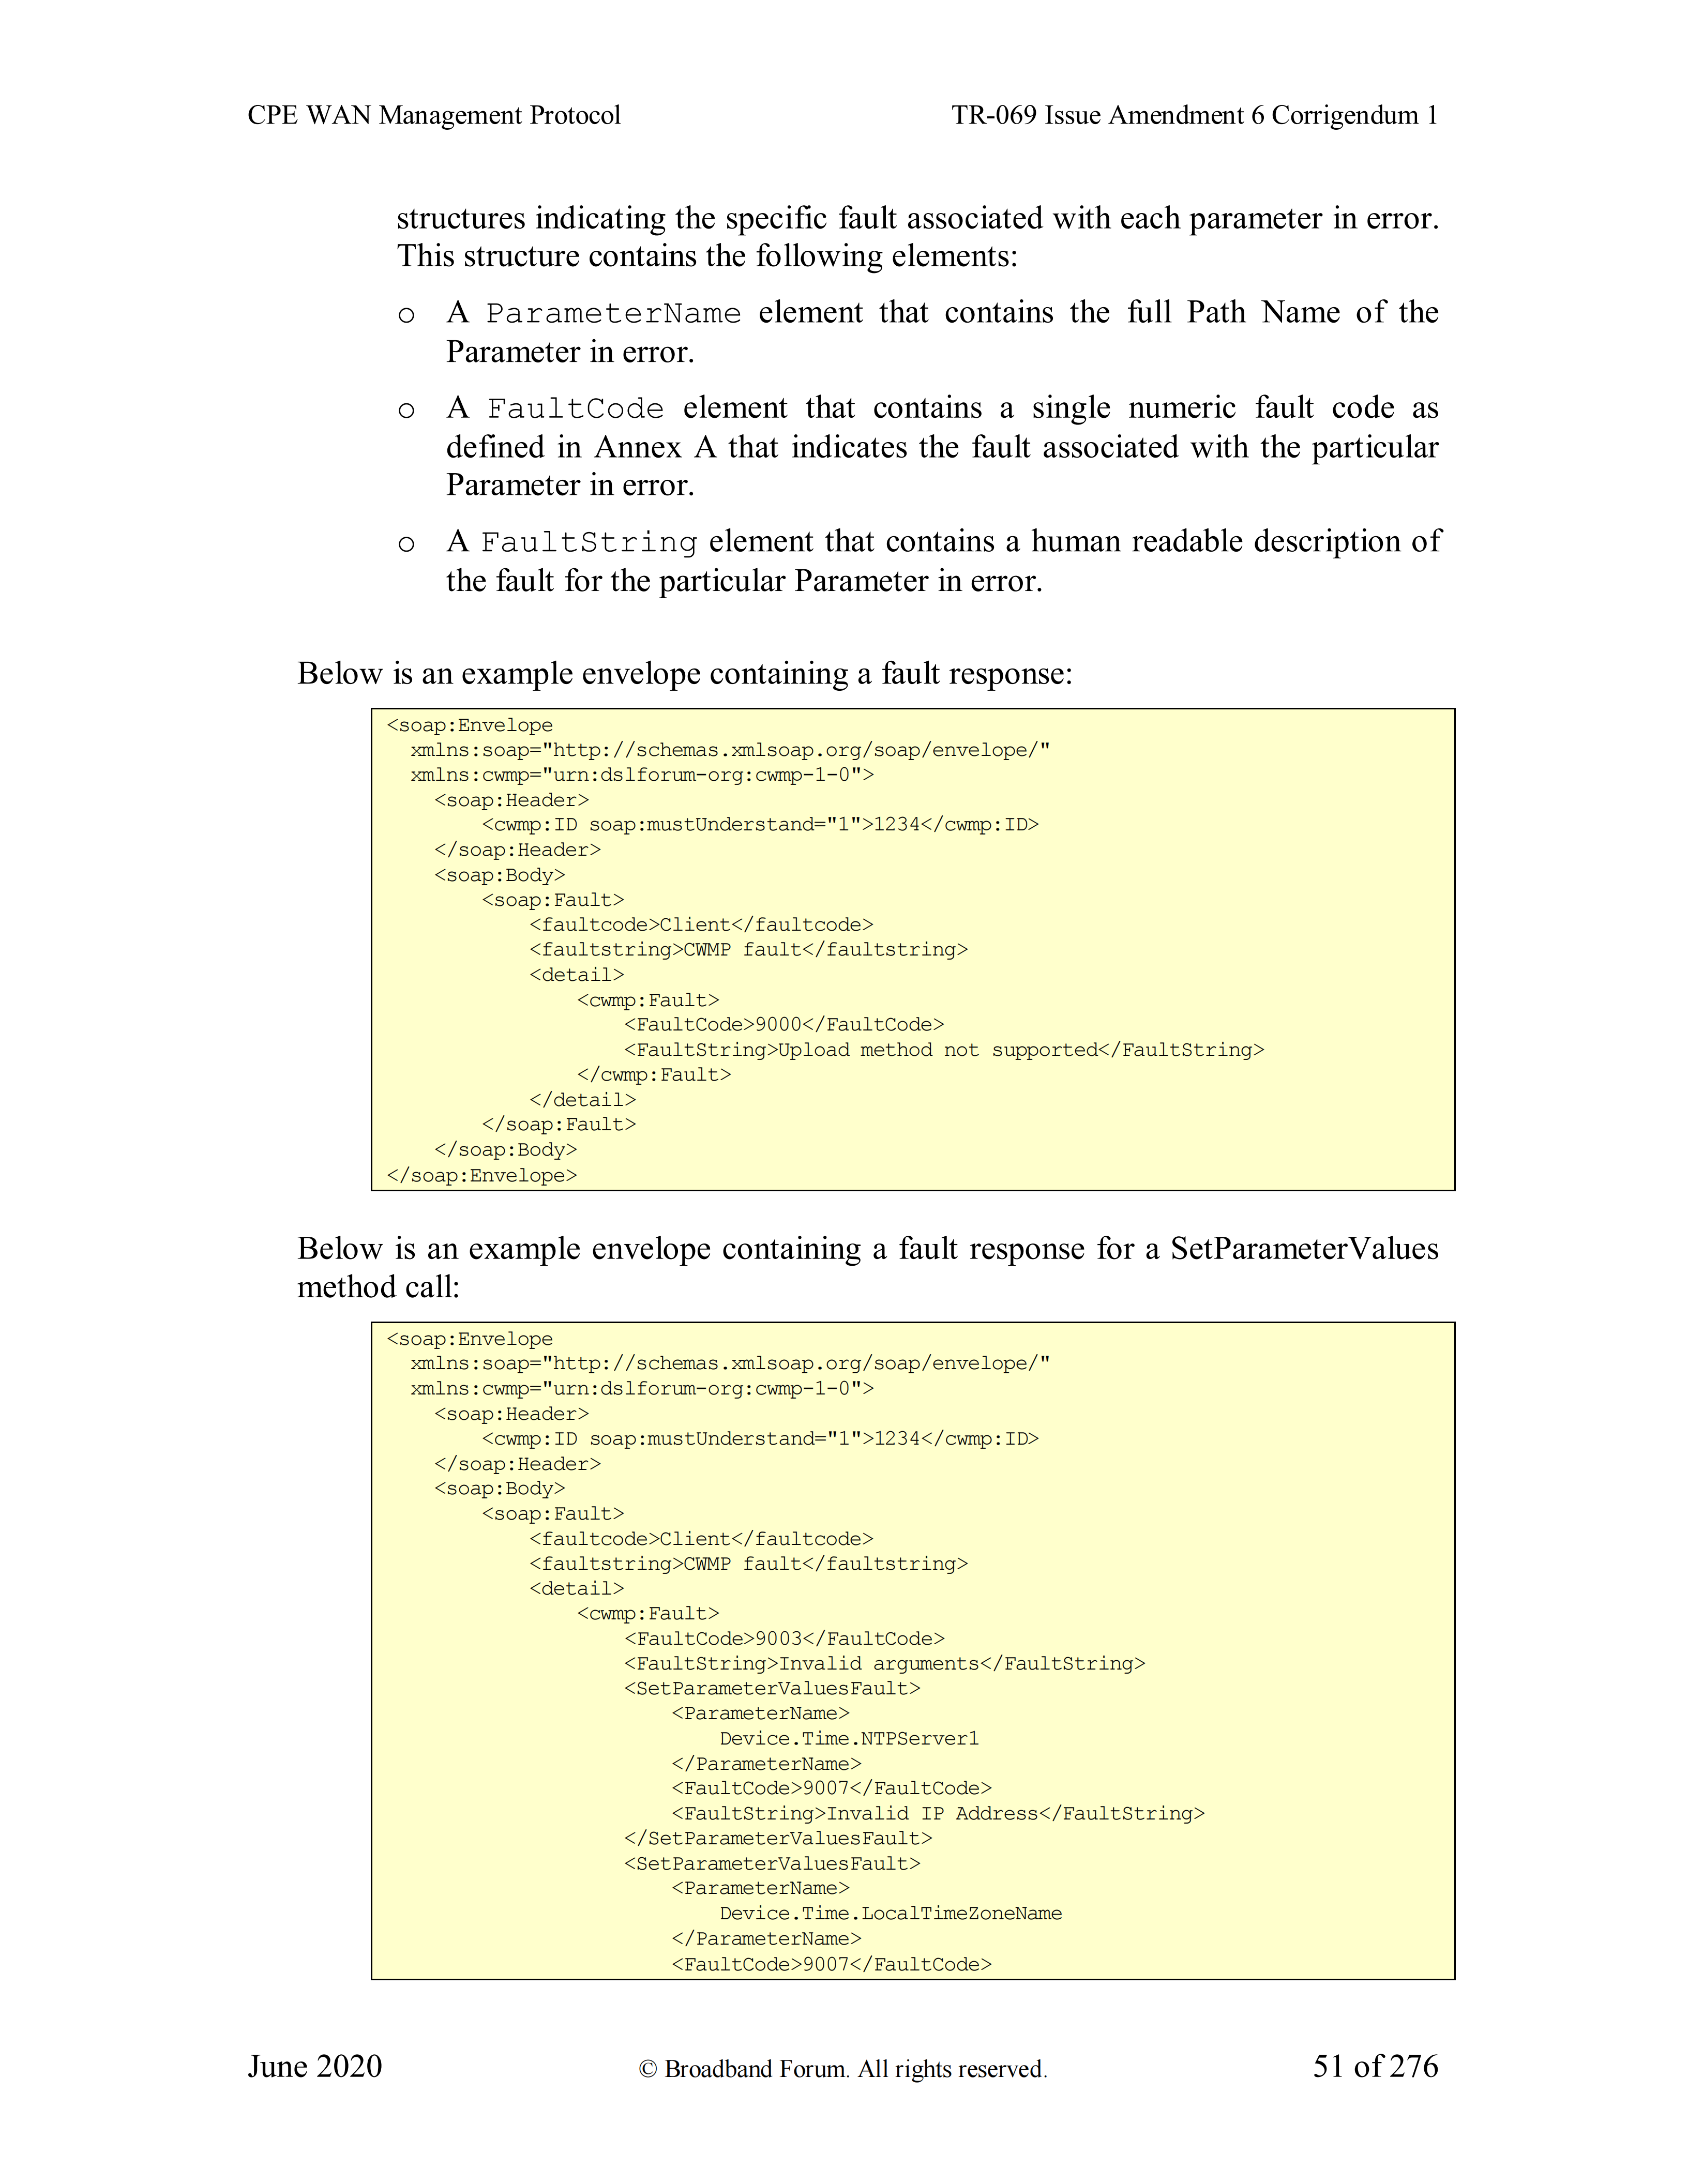 CPE WAN Management Protocol TR-069 Issue Amendment 6 Corrigendum 1
structures indicating the specific fault associated with each parameter in error.
This structure contains the following elements:
o A ParameterName element that contains the full Path Name of the
Parameter in error.
o A FaultCode element that contains a single numeric fault code as
defined in Annex A that indicates the fault associated with the particular
Parameter in error.
o A FaultString element that contains a human readable description of
the fault for the particular Parameter in error.
Below is an example envelope containing a fault response:
<soap:Envelope
xmlns:soap="http://schemas.xmlsoap.org/soap/envelope/"
xmlns:cwmp="urn:dslforum-org:cwmp-1-0">
<soap:Header>
<cwmp:ID soap:mustUnderstand="1">1234</cwmp:ID>
</soap:Header>
<soap:Body>
<soap:Fault>
<faultcode>Client</faultcode>
<faultstring>CWMP fault</faultstring>
<detail>
<cwmp:Fault>
<FaultCode>9000</FaultCode>
<FaultString>Upload method not supported</FaultString>
</cwmp:Fault>
</detail>
</soap:Fault>
</soap:Body>
</soap:Envelope>
Below is an example envelope containing a fault response for a SetParameterValues
method call:
<soap:Envelope
xmlns:soap="http://schemas.xmlsoap.org/soap/envelope/"
xmlns:cwmp="urn:dslforum-org:cwmp-1-0">
<soap:Header>
<cwmp:ID soap:mustUnderstand="1">1234</cwmp:ID>
</soap:Header>
<soap:Body>
<soap:Fault>
<faultcode>Client</faultcode>
<faultstring>CWMP fault</faultstring>
<detail>
<cwmp:Fault>
<FaultCode>9003</FaultCode>
<FaultString>Invalid arguments</FaultString>
<SetParameterValuesFault>
<ParameterName>
Device.Time.NTPServer1
</ParameterName>
<FaultCode>9007</FaultCode>
<FaultString>Invalid IP Address</FaultString>
</SetParameterValuesFault>
<SetParameterValuesFault>
<ParameterName>
Device.Time.LocalTimeZoneName
</ParameterName>
<FaultCode>9007</FaultCode>
June 2020 © Broadband Forum. All rights reserved. 51 of 276